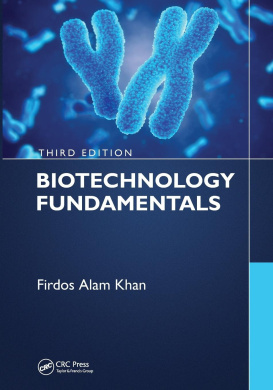 THIRD EDITION
BIOTECHNOLOGY
FUNDAMENTALS
Firdos Alam Khan
CRC Press
Taylor & Francis Group